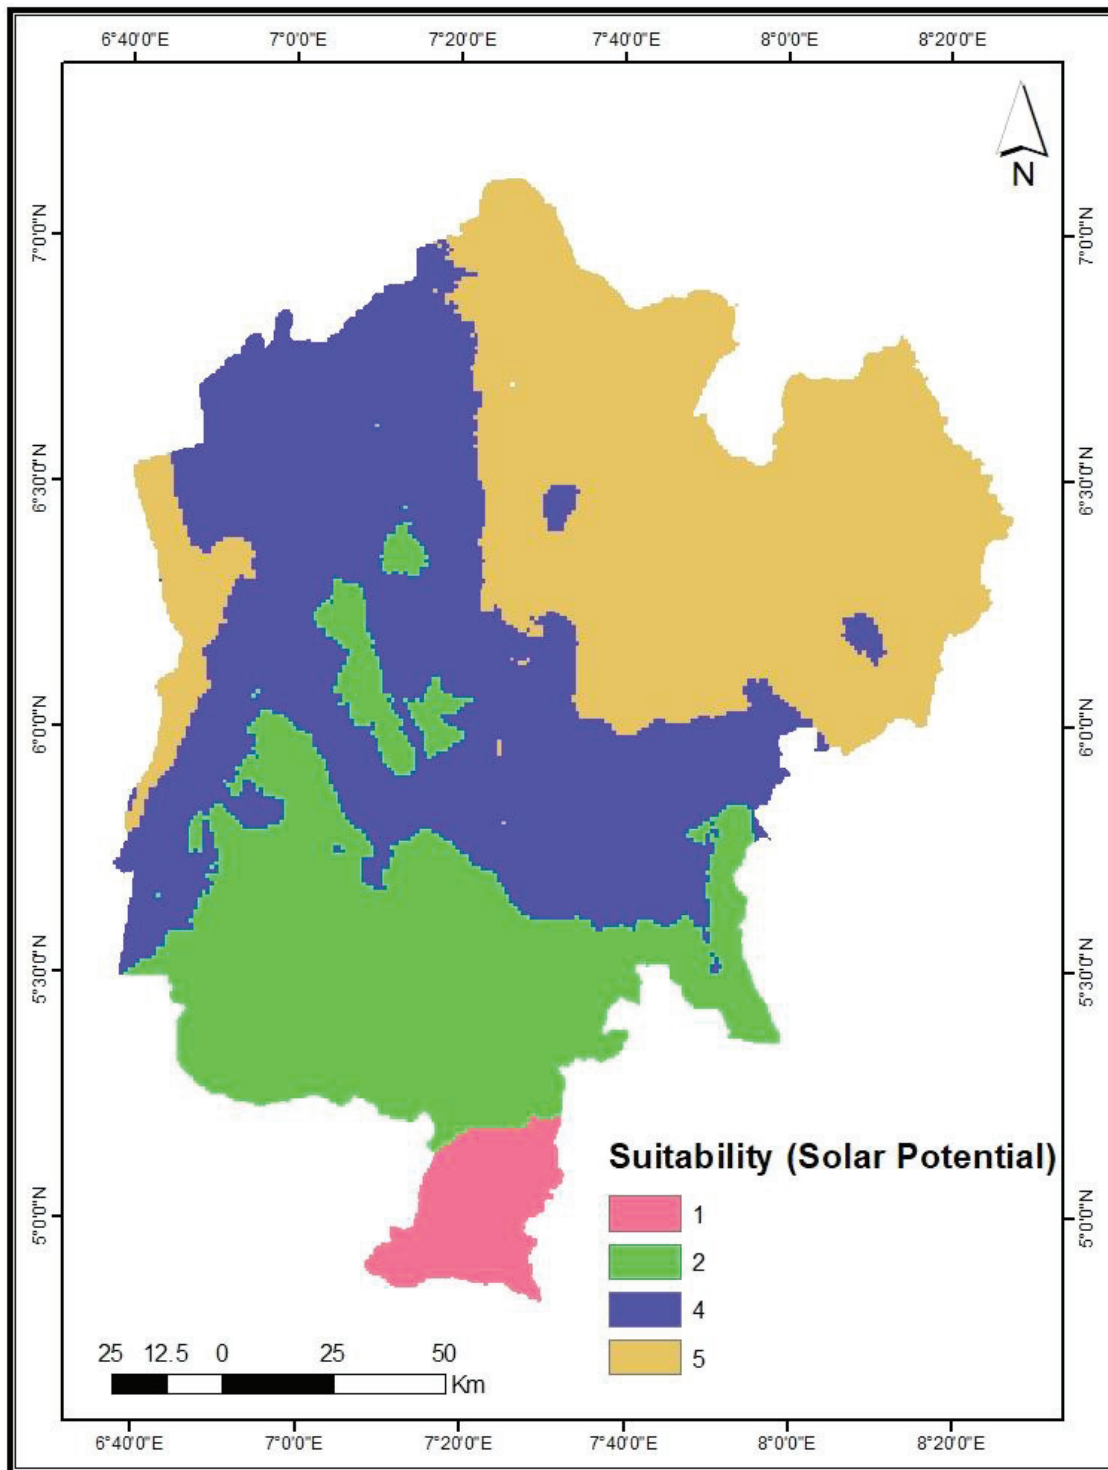 6°40'0"E 7°0'0"E 7°20'0"E 7°40'0"E 8°0'0"E 8°20'0"E
N
7°0'0"N 7°0'0"N
6°30'0"N 6°30'0"N
6°0'0"N 6°0'0"N
5°30'0"N 5°30'0"N
5°0'0"N 5°0'0"N
Suitability (Solar Potential)
1
2
4
5
25 12.5 0 25 50
Km
6°40'0"E 7°0'0"E 7°20'0"E 7°40'0"E 8°0'0"E 8°20'0"E